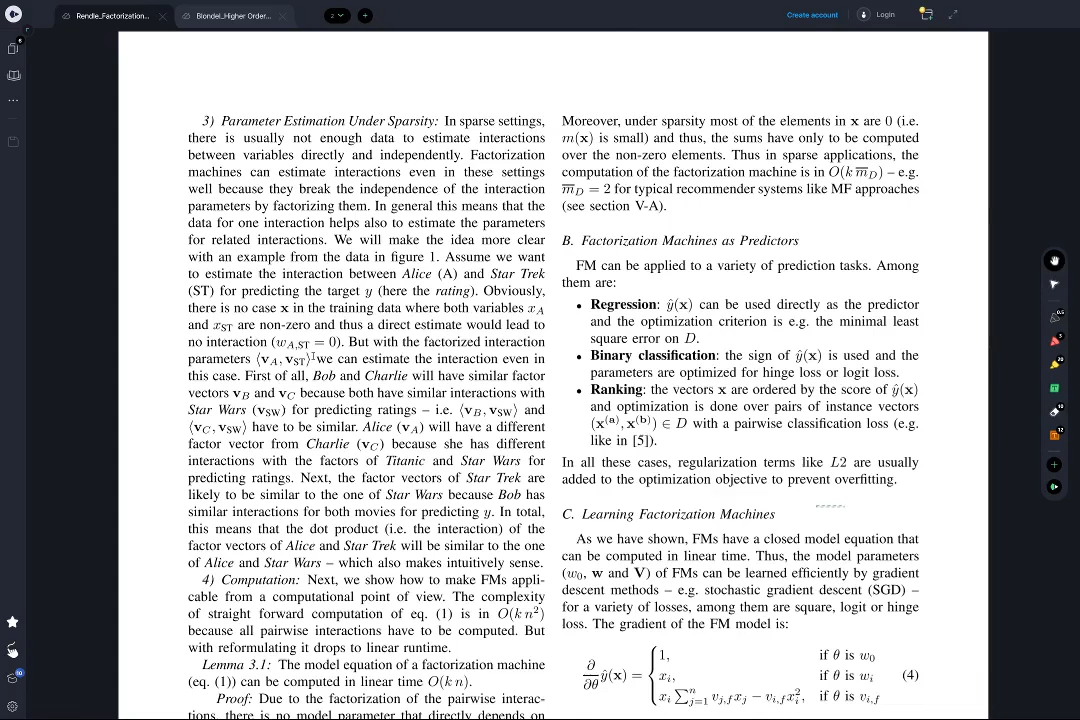 Rendle_Factorization...
Blondel_Higher Order...
2
Create account
Login
6
3) Parameter Estimation Under Sparsity: In sparse settings,
there is usually not enough data to estimate interactions
between variables directly and independently. Factorization
machines can estimate interactions even in these settings
well because they break the independence of the interaction
parameters by factorizing them. In general this means that the
data for one interaction helps also to estimate the parameters
for related interactions. We will make the idea more clear
with an example from the data in figure 1. Assume we want
to estimate the interaction between Alice (A) and Star Trek
(ST) for predicting the target y (here the rating). Obviously,
there is no case x in the training data where both variables x_A
and x_ST are non-zero and thus a direct estimate would lead to
no interaction (w_A,ST = 0). But with the factorized interaction
parameters ⟨v_A, v_ST⟩ we can estimate the interaction even in
this case. First of all, Bob and Charlie will have similar factor
vectors v_B and v_C because both have similar interactions with
Star Wars (v_SW) for predicting ratings – i.e. ⟨v_B, v_SW⟩ and
⟨v_C, v_SW⟩ have to be similar. Alice (v_A) will have a different
factor vector from Charlie (v_C) because she has different
interactions with the factors of Titanic and Star Wars for
predicting ratings. Next, the factor vectors of Star Trek are
likely to be similar to the one of Star Wars because Bob has
similar interactions for both movies for predicting y. In total,
this means that the dot product (i.e. the interaction) of the
factor vectors of Alice and Star Trek will be similar to the one
of Alice and Star Wars – which also makes intuitively sense.
4) Computation: Next, we show how to make FMs appli-
cable from a computational point of view. The complexity
of straight forward computation of eq. (1) is in O(k n²)
because all pairwise interactions have to be computed. But
with reformulating it drops to linear runtime.
Lemma 3.1: The model equation of a factorization machine
(eq. (1)) can be computed in linear time O(k n).
Proof: Due to the factorization of the pairwise interac-
tions, there is no model parameter that directly depends on
Moreover, under sparsity most of the elements in x are 0 (i.e.
m(x) is small) and thus, the sums have only to be computed
over the non-zero elements. Thus in sparse applications, the
computation of the factorization machine is in O(k m̅_D) – e.g.
m̅_D = 2 for typical recommender systems like MF approaches
(see section V-A).
B. Factorization Machines as Predictors
FM can be applied to a variety of prediction tasks. Among
them are:
• Regression: ŷ(x) can be used directly as the predictor
and the optimization criterion is e.g. the minimal least
square error on D.
• Binary classification: the sign of ŷ(x) is used and the
parameters are optimized for hinge loss or logit loss.
• Ranking: the vectors x are ordered by the score of ŷ(x)
and optimization is done over pairs of instance vectors
(x^(a), x^(b)) ∈ D with a pairwise classification loss (e.g.
like in [5]).
In all these cases, regularization terms like L2 are usually
added to the optimization objective to prevent overfitting.
C. Learning Factorization Machines
As we have shown, FMs have a closed model equation that
can be computed in linear time. Thus, the model parameters
(w₀, w and V) of FMs can be learned efficiently by gradient
descent methods – e.g. stochastic gradient descent (SGD) –
for a variety of losses, among them are square, logit or hinge
loss. The gradient of the FM model is:
1, if θ is w₀
∂/∂θ ŷ(x) = { x_i, if θ is w_i (4)
x_i ∑_{j=1}^n v_{j,f} x_j − v_{i,f} x_i², if θ is v_{i,f}
0.5
3
20
T
10
12
10